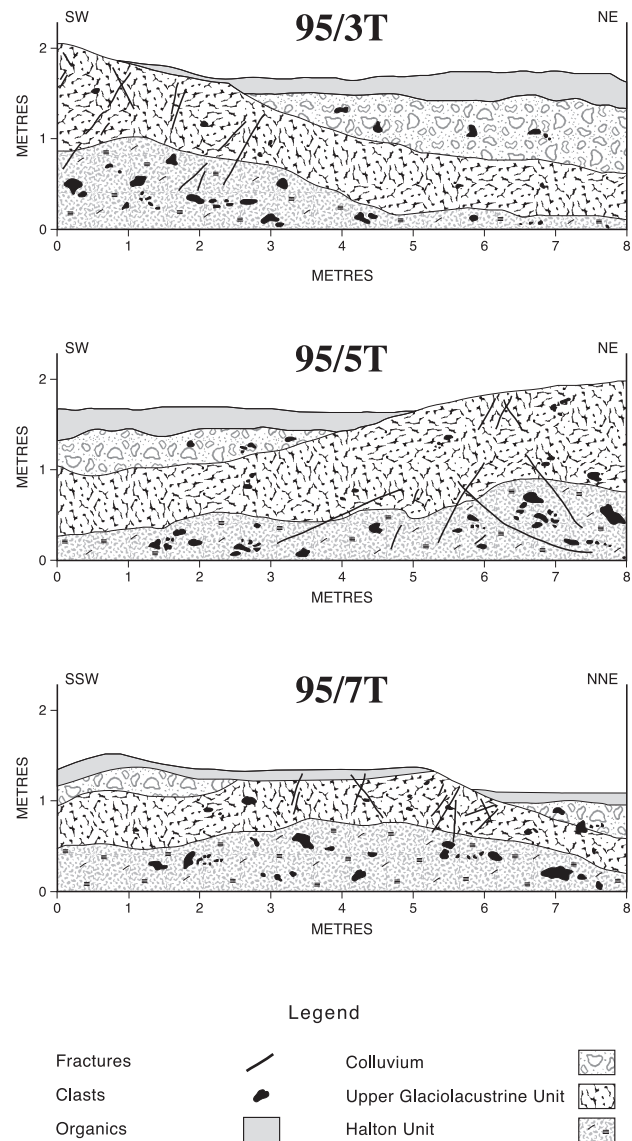 SW 95/3T NE
2
METRES
1
0
0 1 2 3 4 5 6 7 8
METRES
SW 95/5T NE
2
METRES
1
0
0 1 2 3 4 5 6 7 8
METRES
SSW 95/7T NNE
2
METRES
1
0
0 1 2 3 4 5 6 7 8
METRES
Legend
Fractures Colluvium
Clasts Upper Glaciolacustrine Unit
Organics Halton Unit